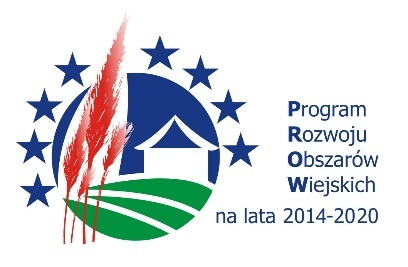 Program
Rozwoju
Obszarów
Wiejskich
na lata 2014-2020